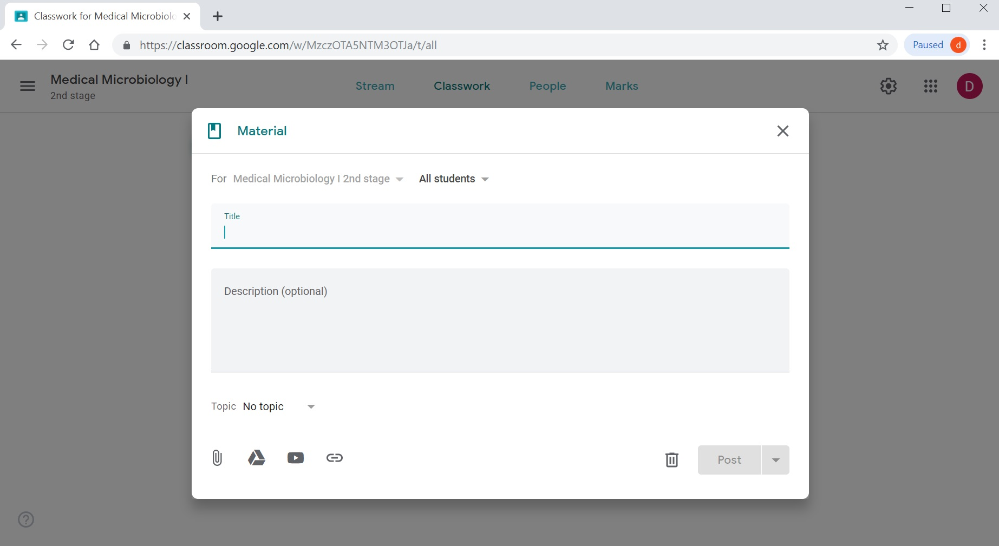 Classwork for Medical Microbiolo
https://classroom.google.com/w/MzczOTA5NTM3OTJa/t/all
Paused d
Medical Microbiology I
2nd stage
Stream Classwork People Marks
D
Material
For Medical Microbiology I 2nd stage All students
Title
Description (optional)
Topic No topic
Post